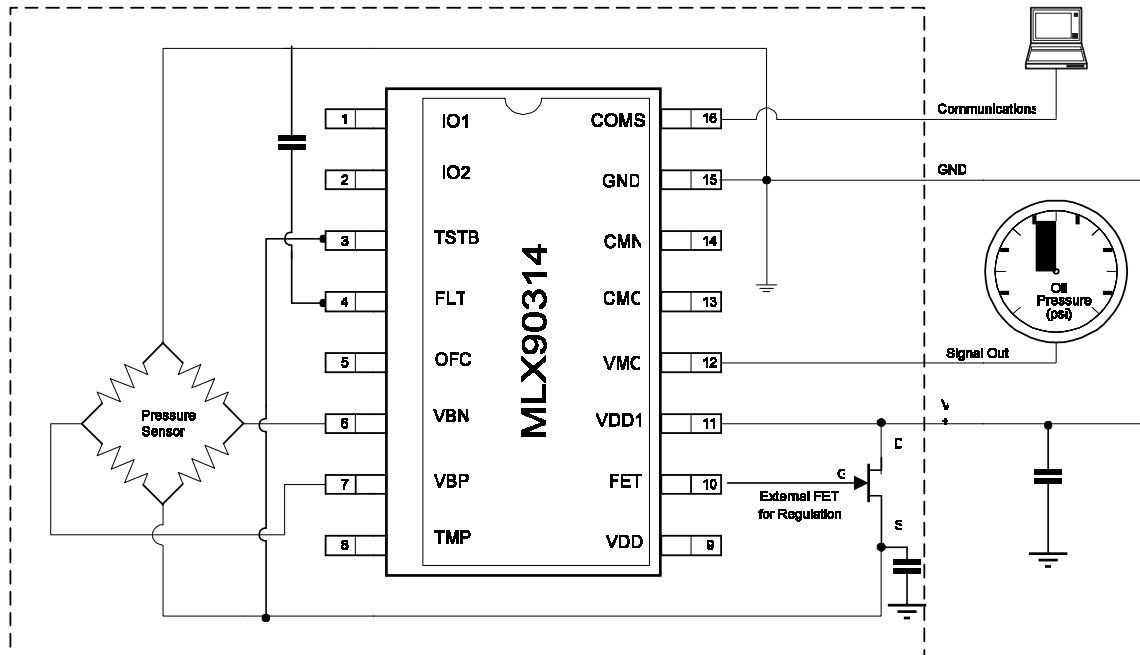 Communications
1 IO1 COMS 16
2 IO2 GND 15
GND
3 TSTB CMN 14
4 FLT CMO 13
Oil
Pressure
(psi)
5 OFC VMO 12
Signal Out
MLX90314
Pressure
Sensor
6 VBN VDD1 11
V
+
D
7 VBP FET 10
G
External FET
for Regulation
S
8 TMP VDD 9